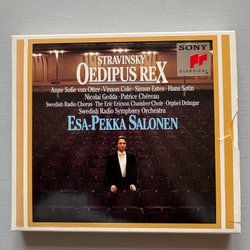 STRAVINSKY
OEDIPUS REX
Anne Sofie von Otter · Vinson Cole · Simon Estes · Hans Sotin
Nicolai Gedda · Patrice Chéreau
Swedish Radio Chorus · The Eric Ericson Chamber Choir · Orphei Drängar
Swedish Radio Symphony Orchestra
ESA-PEKKA SALONEN
SONY
CLASSICAL